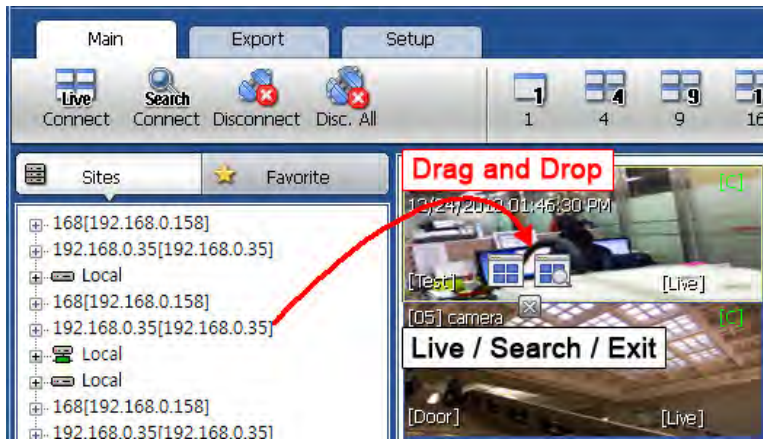 Main Export Setup
Live Search 1 4 9
Connect Connect Disconnect Disc. All 1 4 9 16
Sites Favorite
Drag and Drop
[C]
01:46:30 PM
168[192.168.0.158]
192.168.0.35[192.168.0.35]
Local
168[192.168.0.158]
192.168.0.35[192.168.0.35]
Local
Local
168[192.168.0.158]
192.168.0.35[192.168.0.35]
[Test] [Live]
[05] camera [C]
Live / Search / Exit
[Door] [Live]